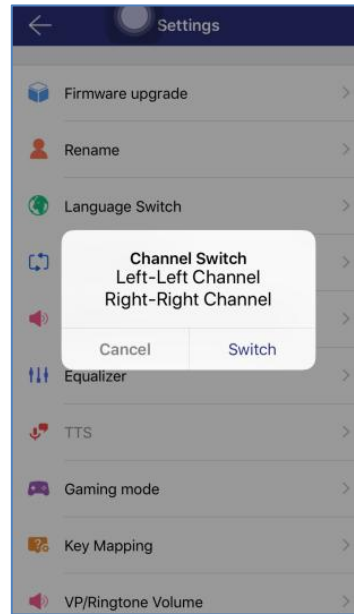 Settings
Firmware upgrade
Rename
Language Switch
Channel Switch
Left-Left Channel
Right-Right Channel
Cancel Switch
Equalizer
TTS
Gaming mode
Key Mapping
VP/Ringtone Volume